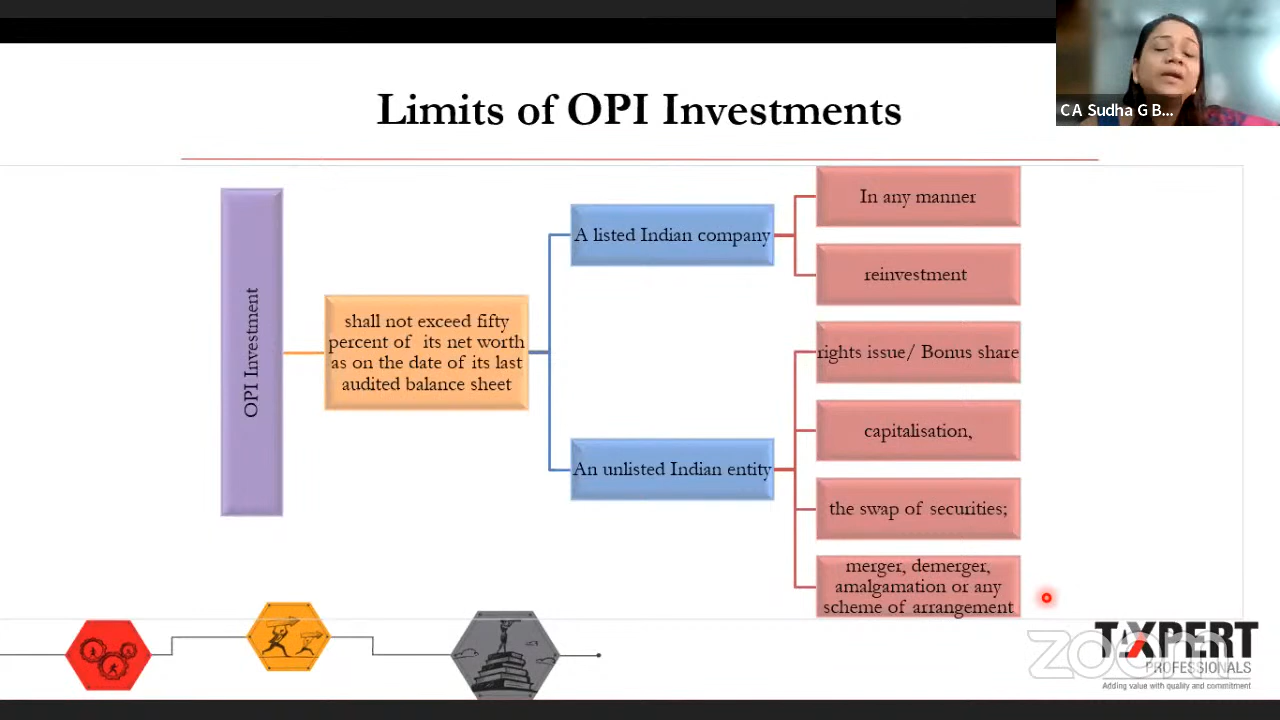 Limits of OPI Investments
CA Sudha G B...
OPI Investment
shall not exceed fifty
percent of its net worth
as on the date of its last
audited balance sheet
A listed Indian company
In any manner
reinvestment
An unlisted Indian entity
rights issue/ Bonus share
capitalisation,
the swap of securities;
merger, demerger,
amalgamation or any
scheme of arrangement
zoom
TAXPERT
PROFESSIONALS
Adding value with quality and commitment